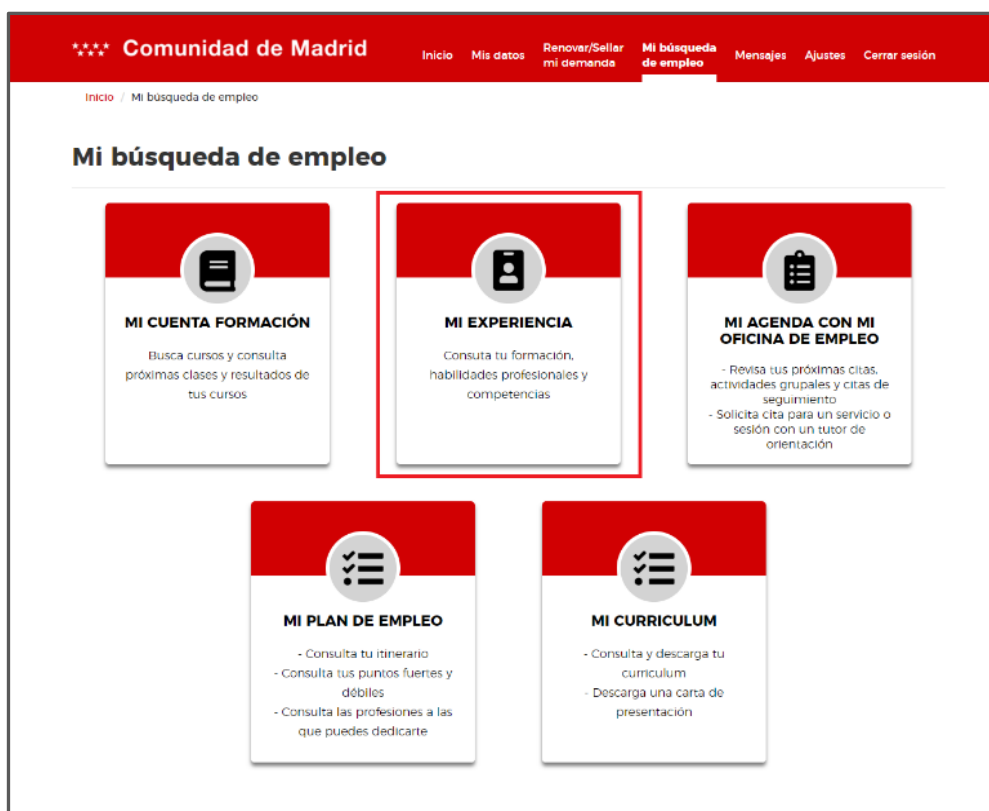 Comunidad de Madrid
Inicio
Mis datos
Renovar/Sellar
mi demanda
Mi búsqueda
de empleo
Mensajes
Ajustes
Cerrar sesión
Inicio / Mi búsqueda de empleo
Mi búsqueda de empleo
MI CUENTA FORMACIÓN
Busca cursos y consulta
próximas clases y resultados de
tus cursos
MI EXPERIENCIA
Consuta tu formación,
habilidades profesionales y
competencias
MI AGENDA CON MI
OFICINA DE EMPLEO
- Revisa tus próximas citas,
actividades grupales y citas de
seguimiento
- Solicita cita para un servicio o
sesión con un tutor de
orientación
MI PLAN DE EMPLEO
- Consulta tu itinerario
- Consulta tus puntos fuertes y
débiles
- Consulta las profesiones a las
que puedes dedicarte
MI CURRICULUM
- Consulta y descarga tu
curriculum
- Descarga una carta de
presentación